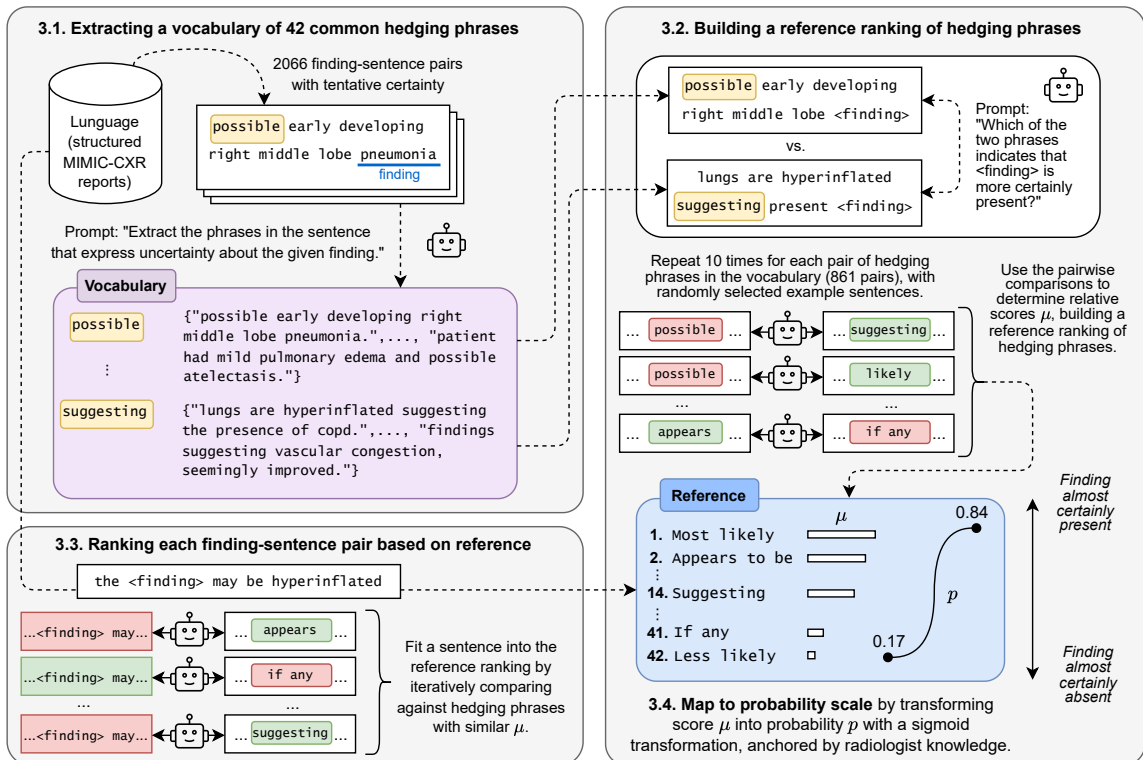 3.1. Extracting a vocabulary of 42 common hedging phrases
2066 finding-sentence pairs
with tentative certainty
Lunguage
(structured
MIMIC-CXR
reports)
possible early developing
right middle lobe pneumonia
finding
Prompt: "Extract the phrases in the sentence
that express uncertainty about the given finding."
Vocabulary
possible
{"possible early developing right
middle lobe pneumonia.",..., "patient
had mild pulmonary edema and possible
atelectasis."}
⋮
suggesting
{"lungs are hyperinflated suggesting
the presence of copd.",..., "findings
suggesting vascular congestion,
seemingly improved."}
3.2. Building a reference ranking of hedging phrases
possible early developing
right middle lobe <finding>
vs.
lungs are hyperinflated
suggesting present <finding>
Prompt:
"Which of the
two phrases
indicates that
<finding> is
more certainly
present?"
Repeat 10 times for each pair of hedging
phrases in the vocabulary (861 pairs), with
randomly selected example sentences.
... possible ... ... suggesting ...
... possible ... ... likely ...
... ...
... appears ... ... if any ...
Use the pairwise
comparisons to
determine relative
scores μ, building a
reference ranking of
hedging phrases.
Reference
μ
1. Most likely
2. Appears to be
⋮
14. Suggesting
⋮
41. If any
42. Less likely
0.84
p
0.17
Finding
almost
certainly
present
Finding
almost
certainly
absent
3.4. Map to probability scale by transforming
score μ into probability p with a sigmoid
transformation, anchored by radiologist knowledge.
3.3. Ranking each finding-sentence pair based on reference
the <finding> may be hyperinflated
...<finding> may... ... appears ...
...<finding> may... ... if any ...
... ...
...<finding> may... ... suggesting ...
Fit a sentence into the
reference ranking by
iteratively comparing
against hedging phrases
with similar μ.